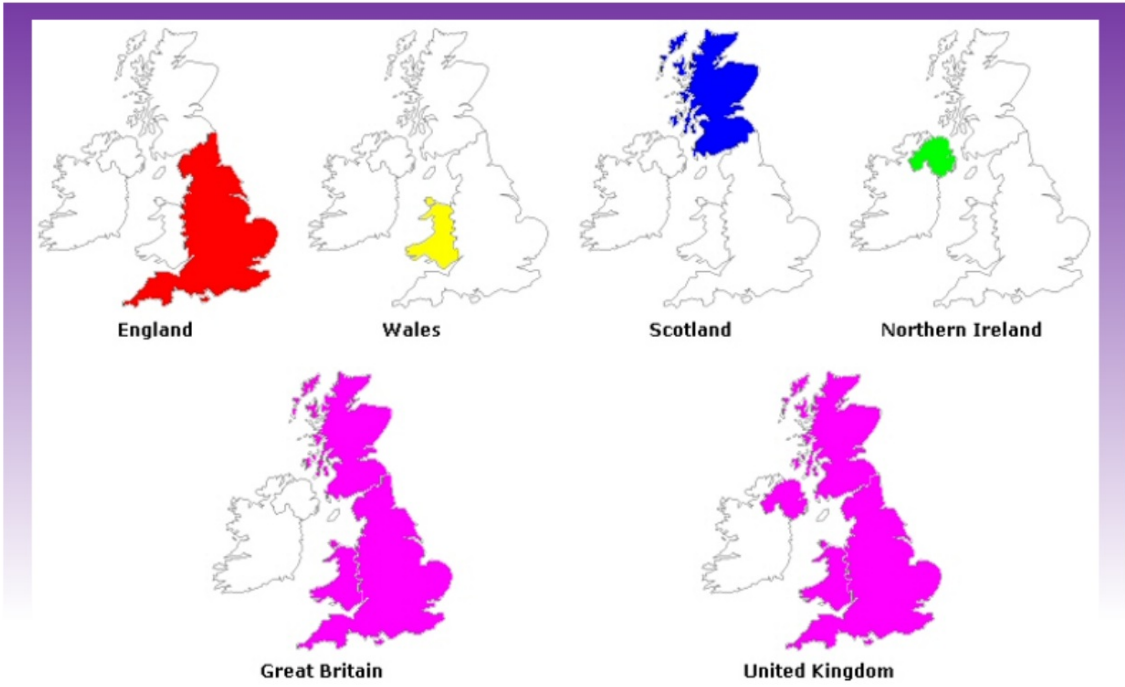 England
Wales
Scotland
Northern Ireland
Great Britain
United Kingdom